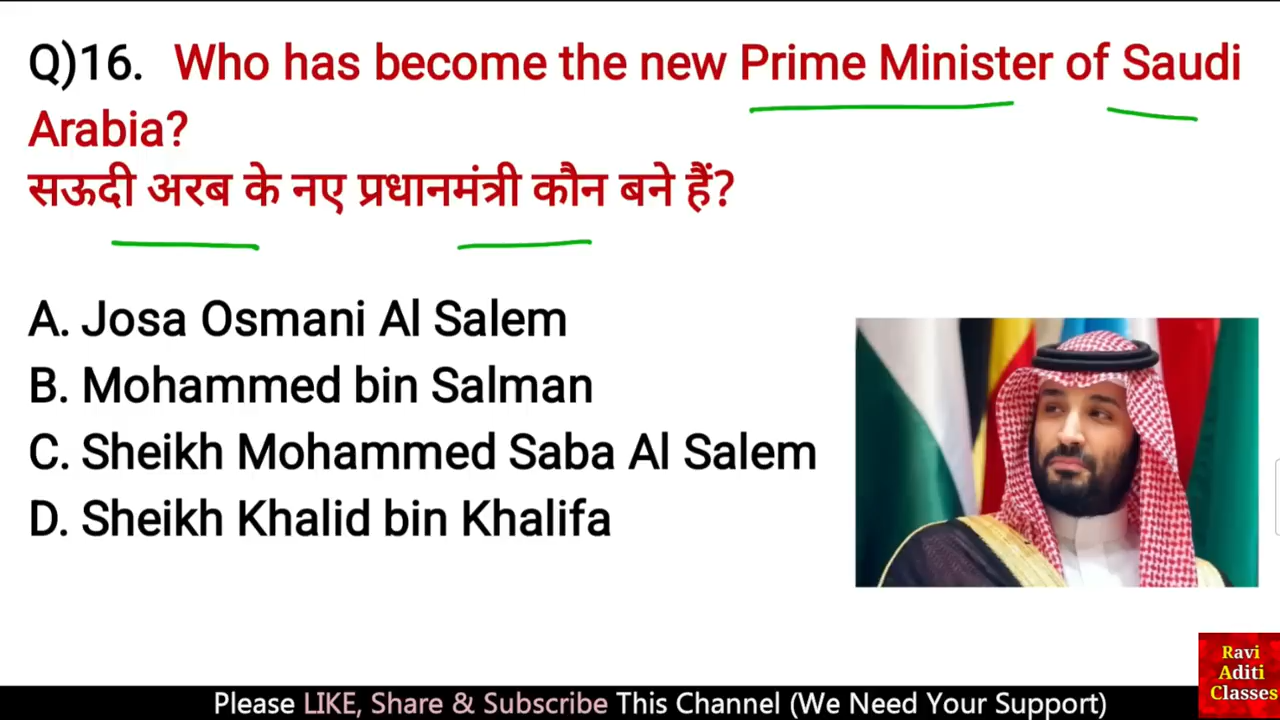 Q)16. Who has become the new Prime Minister of Saudi
Arabia?
सऊदी अरब के नए प्रधानमंत्री कौन बने हैं?
A. Josa Osmani Al Salem
B. Mohammed bin Salman
C. Sheikh Mohammed Saba Al Salem
D. Sheikh Khalid bin Khalifa
Ravi
Aditi
Classes
Please LIKE, Share & Subscribe This Channel (We Need Your Support)